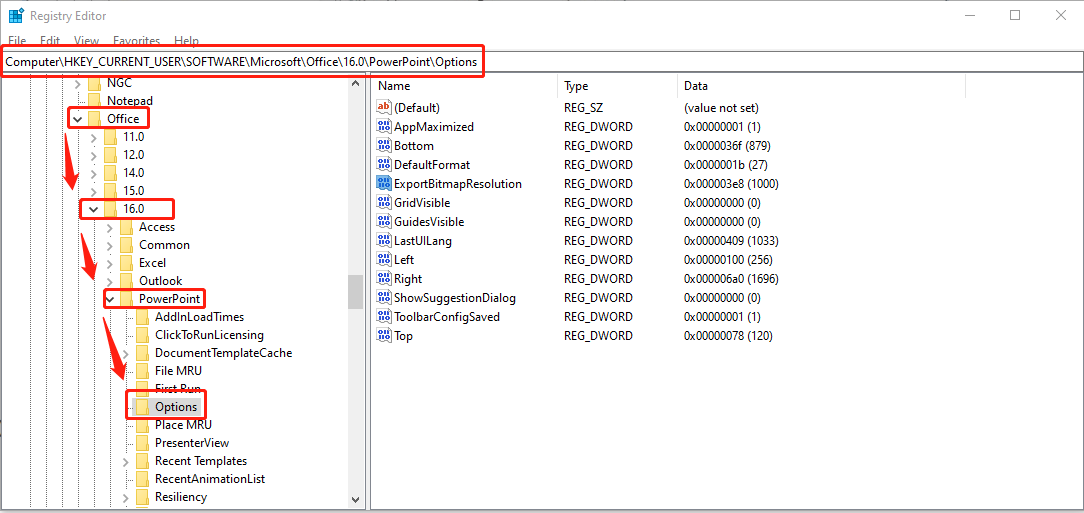 Registry Editor
File Edit View Favorites Help
Computer\HKEY_CURRENT_USER\SOFTWARE\Microsoft\Office\16.0\PowerPoint\Options
NGC
Notepad
Office
11.0
12.0
14.0
15.0
16.0
Access
Common
Excel
Outlook
PowerPoint
AddInLoadTimes
ClickToRunLicensing
DocumentTemplateCache
File MRU
First Run
Options
Place MRU
PresenterView
Recent Templates
RecentAnimationList
Resiliency
Name Type Data
(Default) REG_SZ (value not set)
AppMaximized REG_DWORD 0x00000001 (1)
Bottom REG_DWORD 0x0000036f (879)
DefaultFormat REG_DWORD 0x0000001b (27)
ExportBitmapResolution REG_DWORD 0x000003e8 (1000)
GridVisible REG_DWORD 0x00000000 (0)
GuidesVisible REG_DWORD 0x00000000 (0)
LastUILang REG_DWORD 0x00000409 (1033)
Left REG_DWORD 0x00000100 (256)
Right REG_DWORD 0x000006a0 (1696)
ShowSuggestionDialog REG_DWORD 0x00000000 (0)
ToolbarConfigSaved REG_DWORD 0x00000001 (1)
Top REG_DWORD 0x00000078 (120)